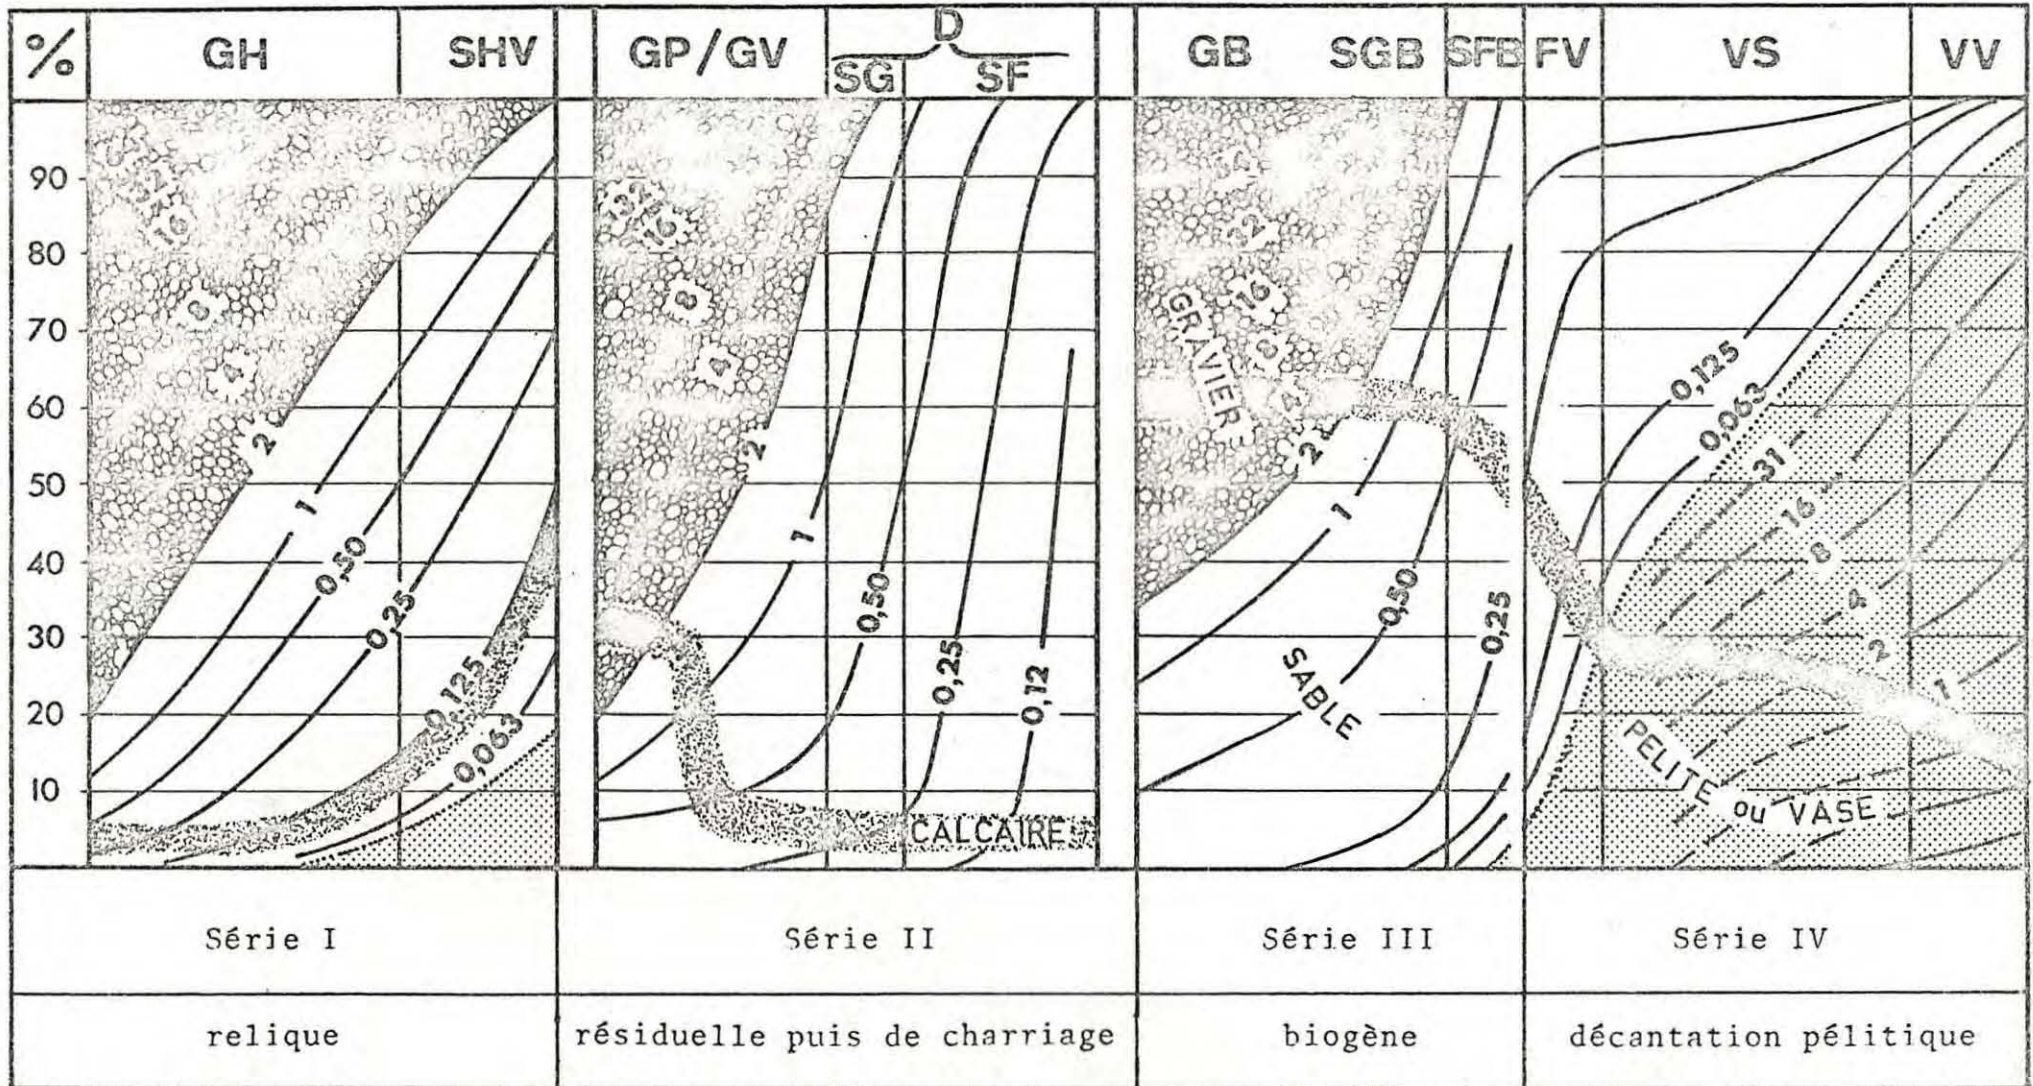 % GH SHV GP/GV D SG SF GB SGB SFB FV VS VV
90
80
70
60
50
40
30
20
10
32 16 8 4 2 1 0,50 0,25 0,125 0,063
32 16 8 4 2 1 0,50 0,25 0,12
CALCAIRE
32 16 8 4 2 1 0,50 0,25
GRAVIER
SABLE
0,125 0,063 31 16 8 4 2 1
PELITE ou VASE
Série I Série II Série III Série IV
relique résiduelle puis de charriage biogène décantation pélitique